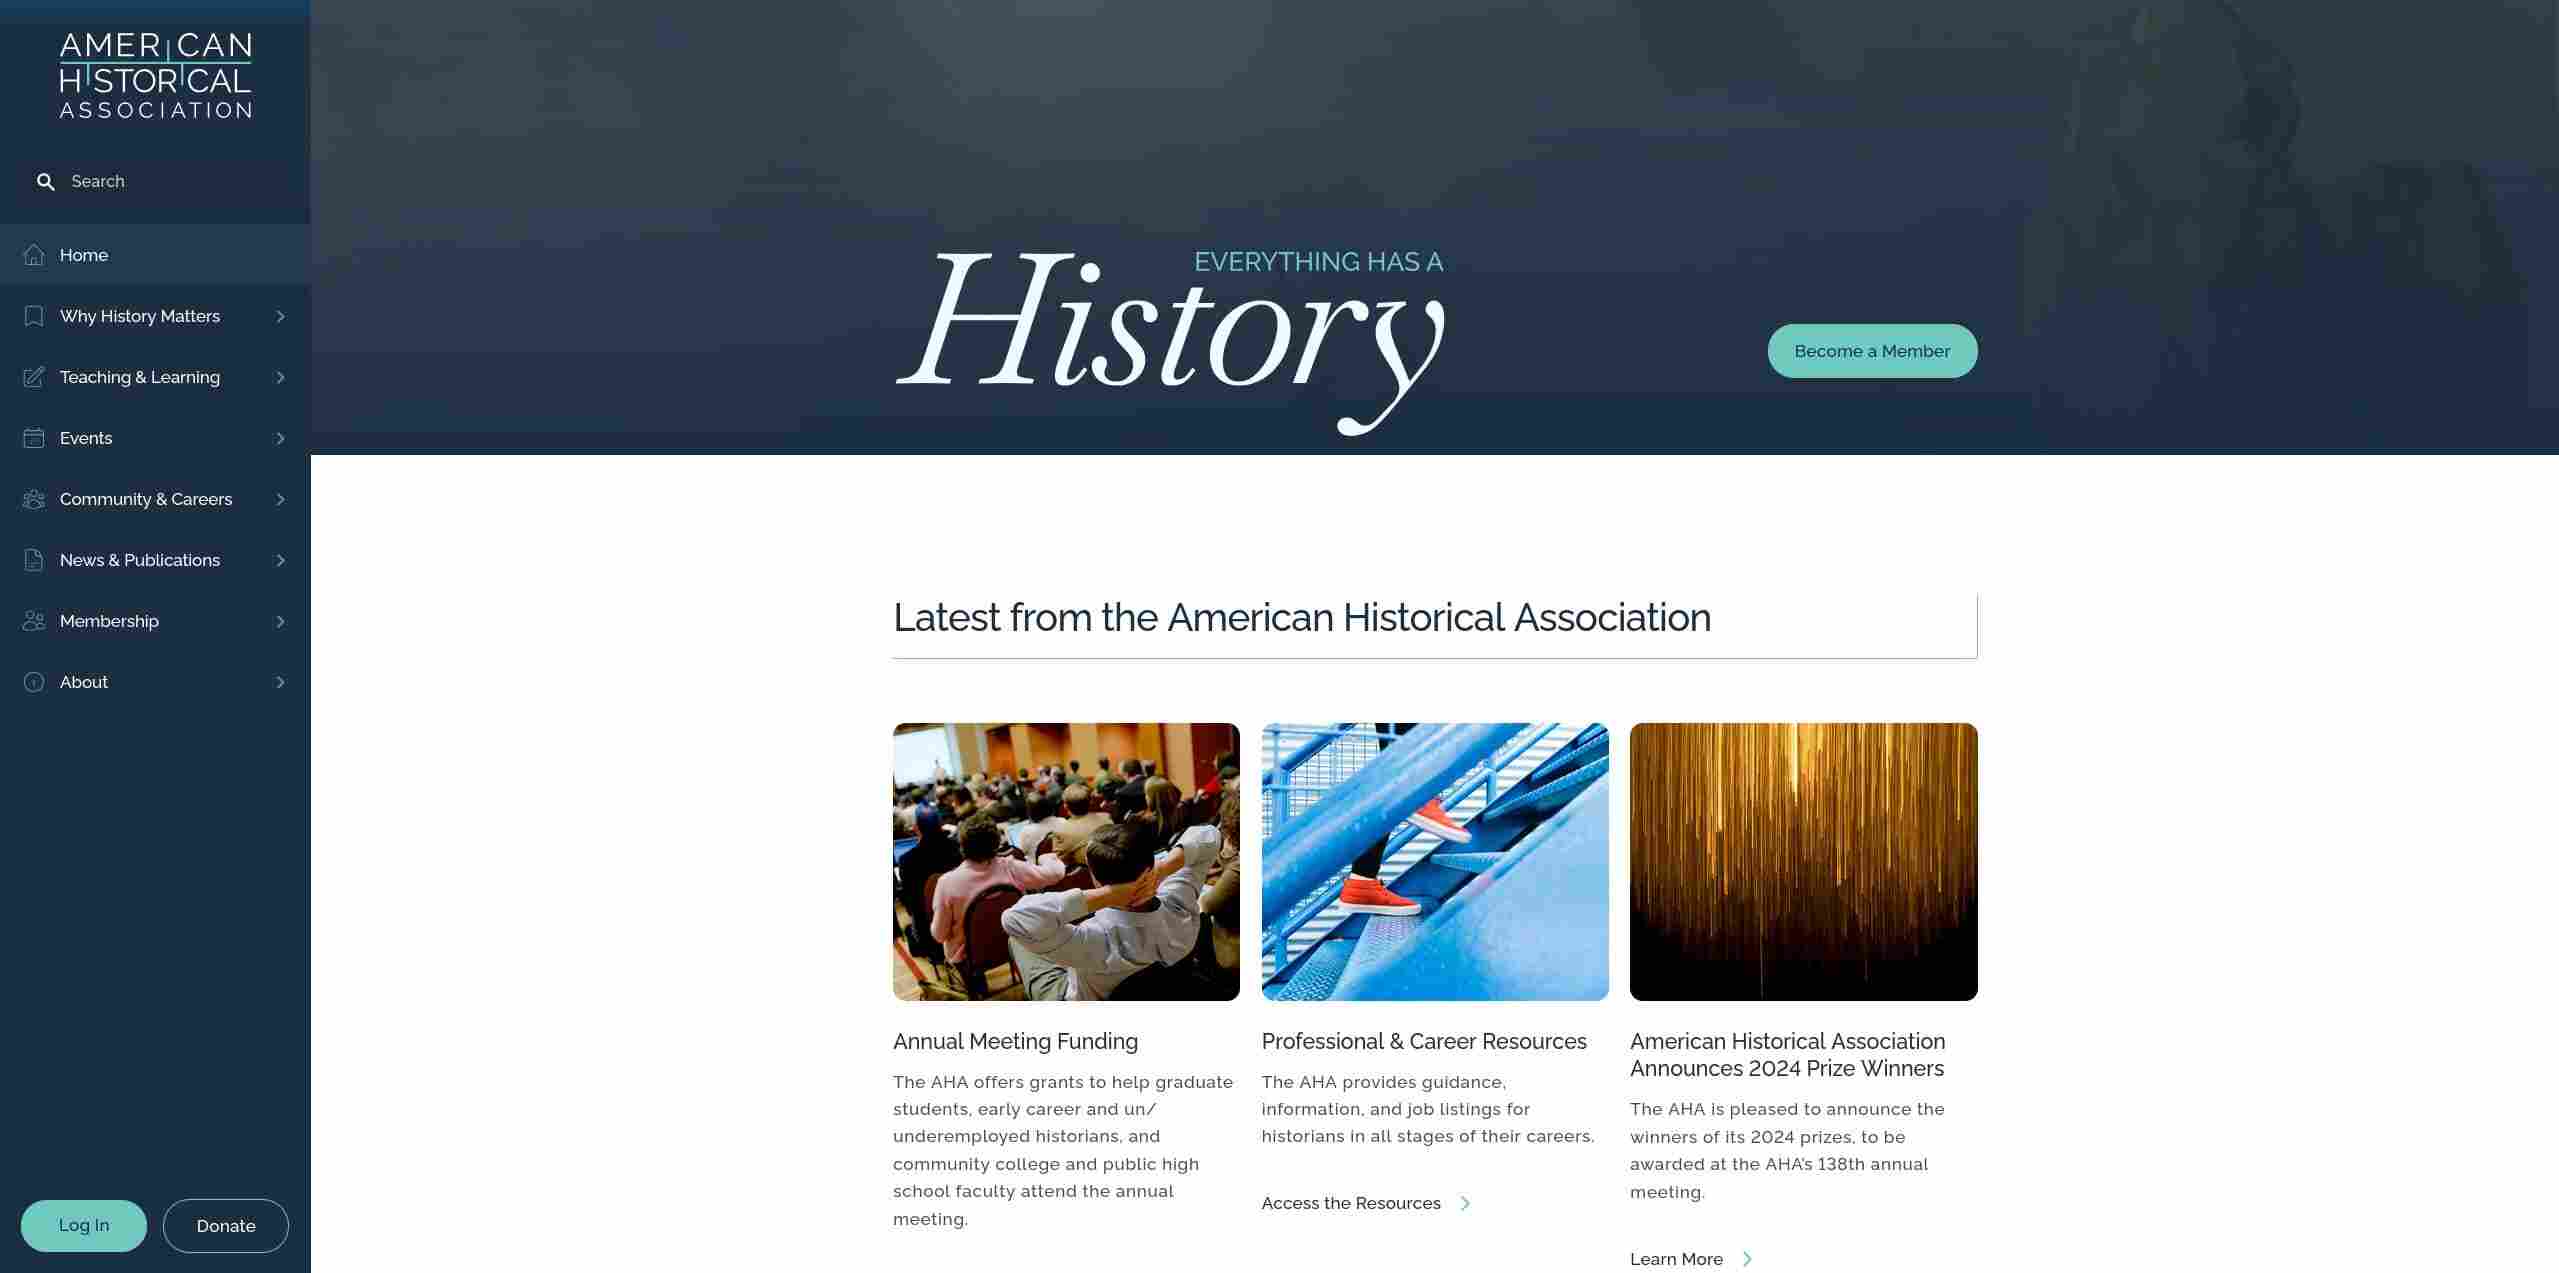 AMERICAN
HISTORICAL
ASSOCIATION
Search
Home
Why History Matters
Teaching & Learning
Events
Community & Careers
News & Publications
Membership
About
Log In
Donate
EVERYTHING HAS A
History
Become a Member
Latest from the American Historical Association
Annual Meeting Funding
The AHA offers grants to help graduate
students, early career and un/
underemployed historians, and
community college and public high
school faculty attend the annual
meeting.
Professional & Career Resources
The AHA provides guidance,
information, and job listings for
historians in all stages of their careers.
Access the Resources
American Historical Association
Announces 2024 Prize Winners
The AHA is pleased to announce the
winners of its 2024 prizes, to be
awarded at the AHA's 138th annual
meeting.
Learn More